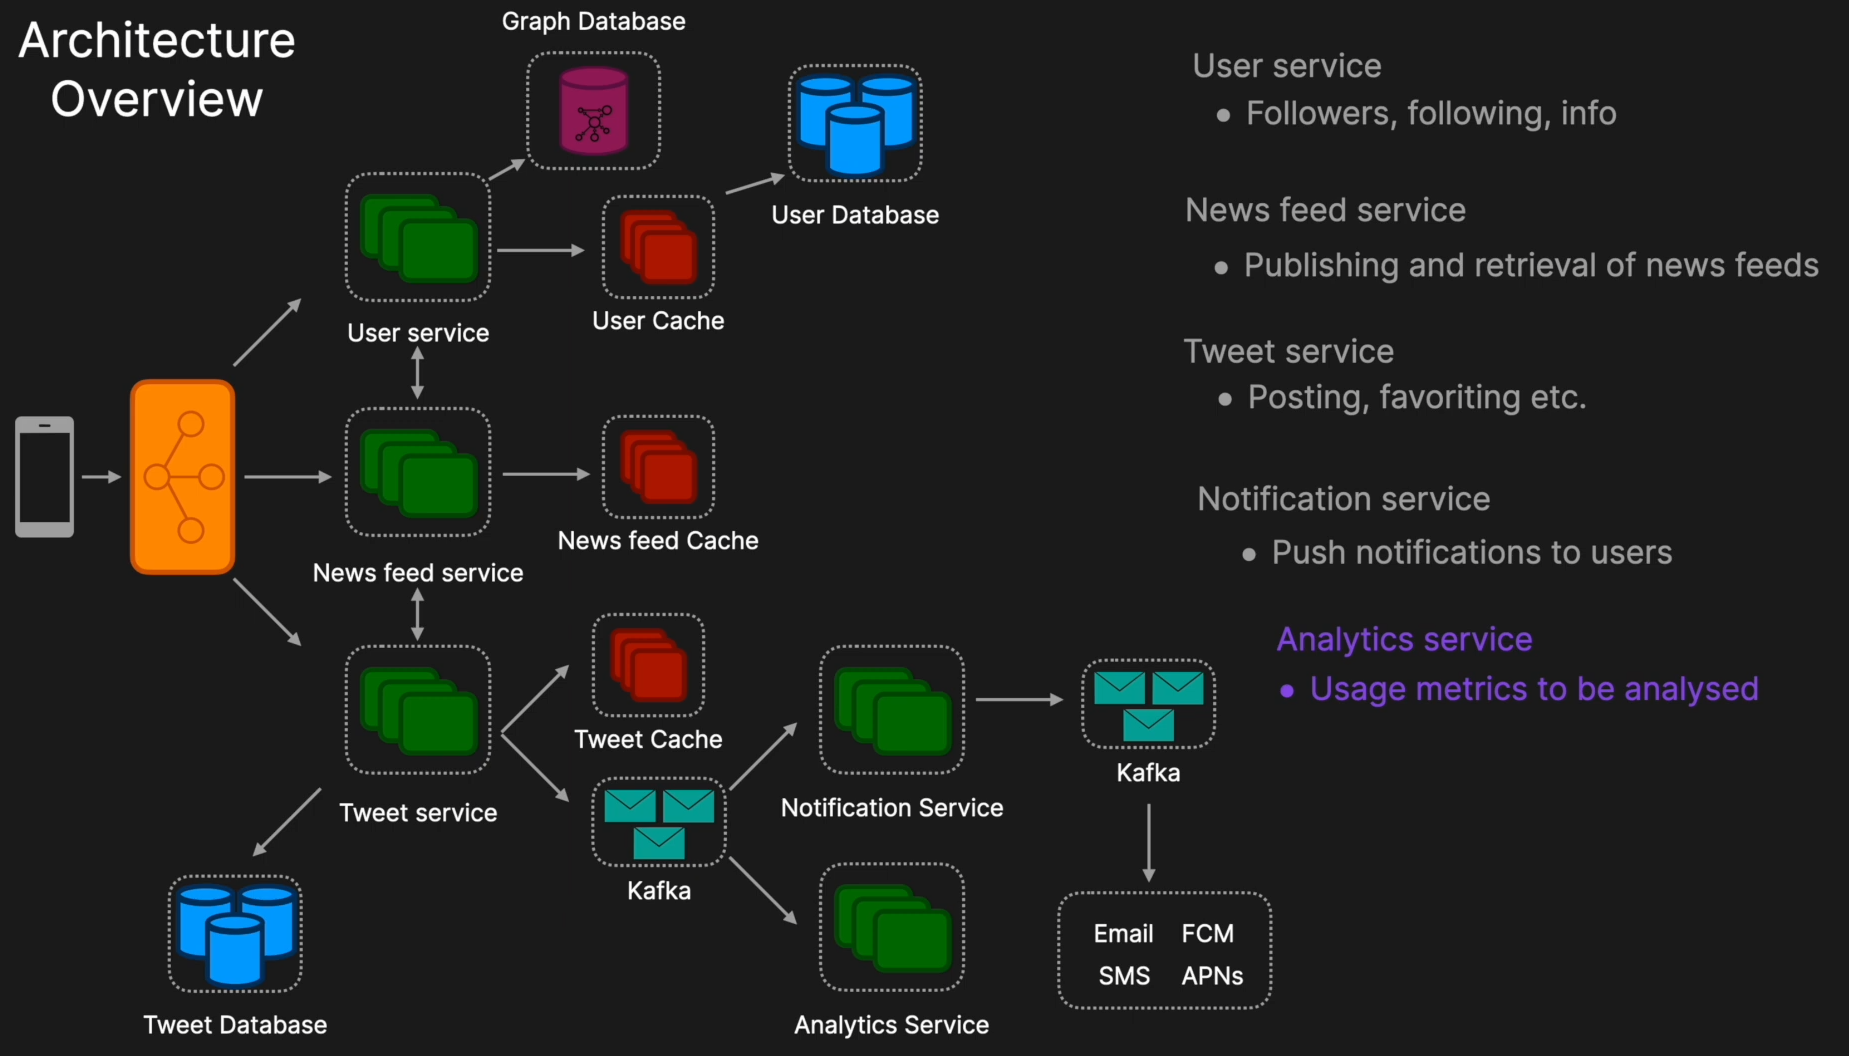 Architecture
Overview
Graph Database
User Database
User service
User Cache
News feed service
News feed Cache
Tweet service
Tweet Cache
Tweet Database
Kafka
Notification Service
Analytics Service
Kafka
Email FCM
SMS APNs
User service
• Followers, following, info
News feed service
• Publishing and retrieval of news feeds
Tweet service
• Posting, favoriting etc.
Notification service
• Push notifications to users
Analytics service
• Usage metrics to be analysed